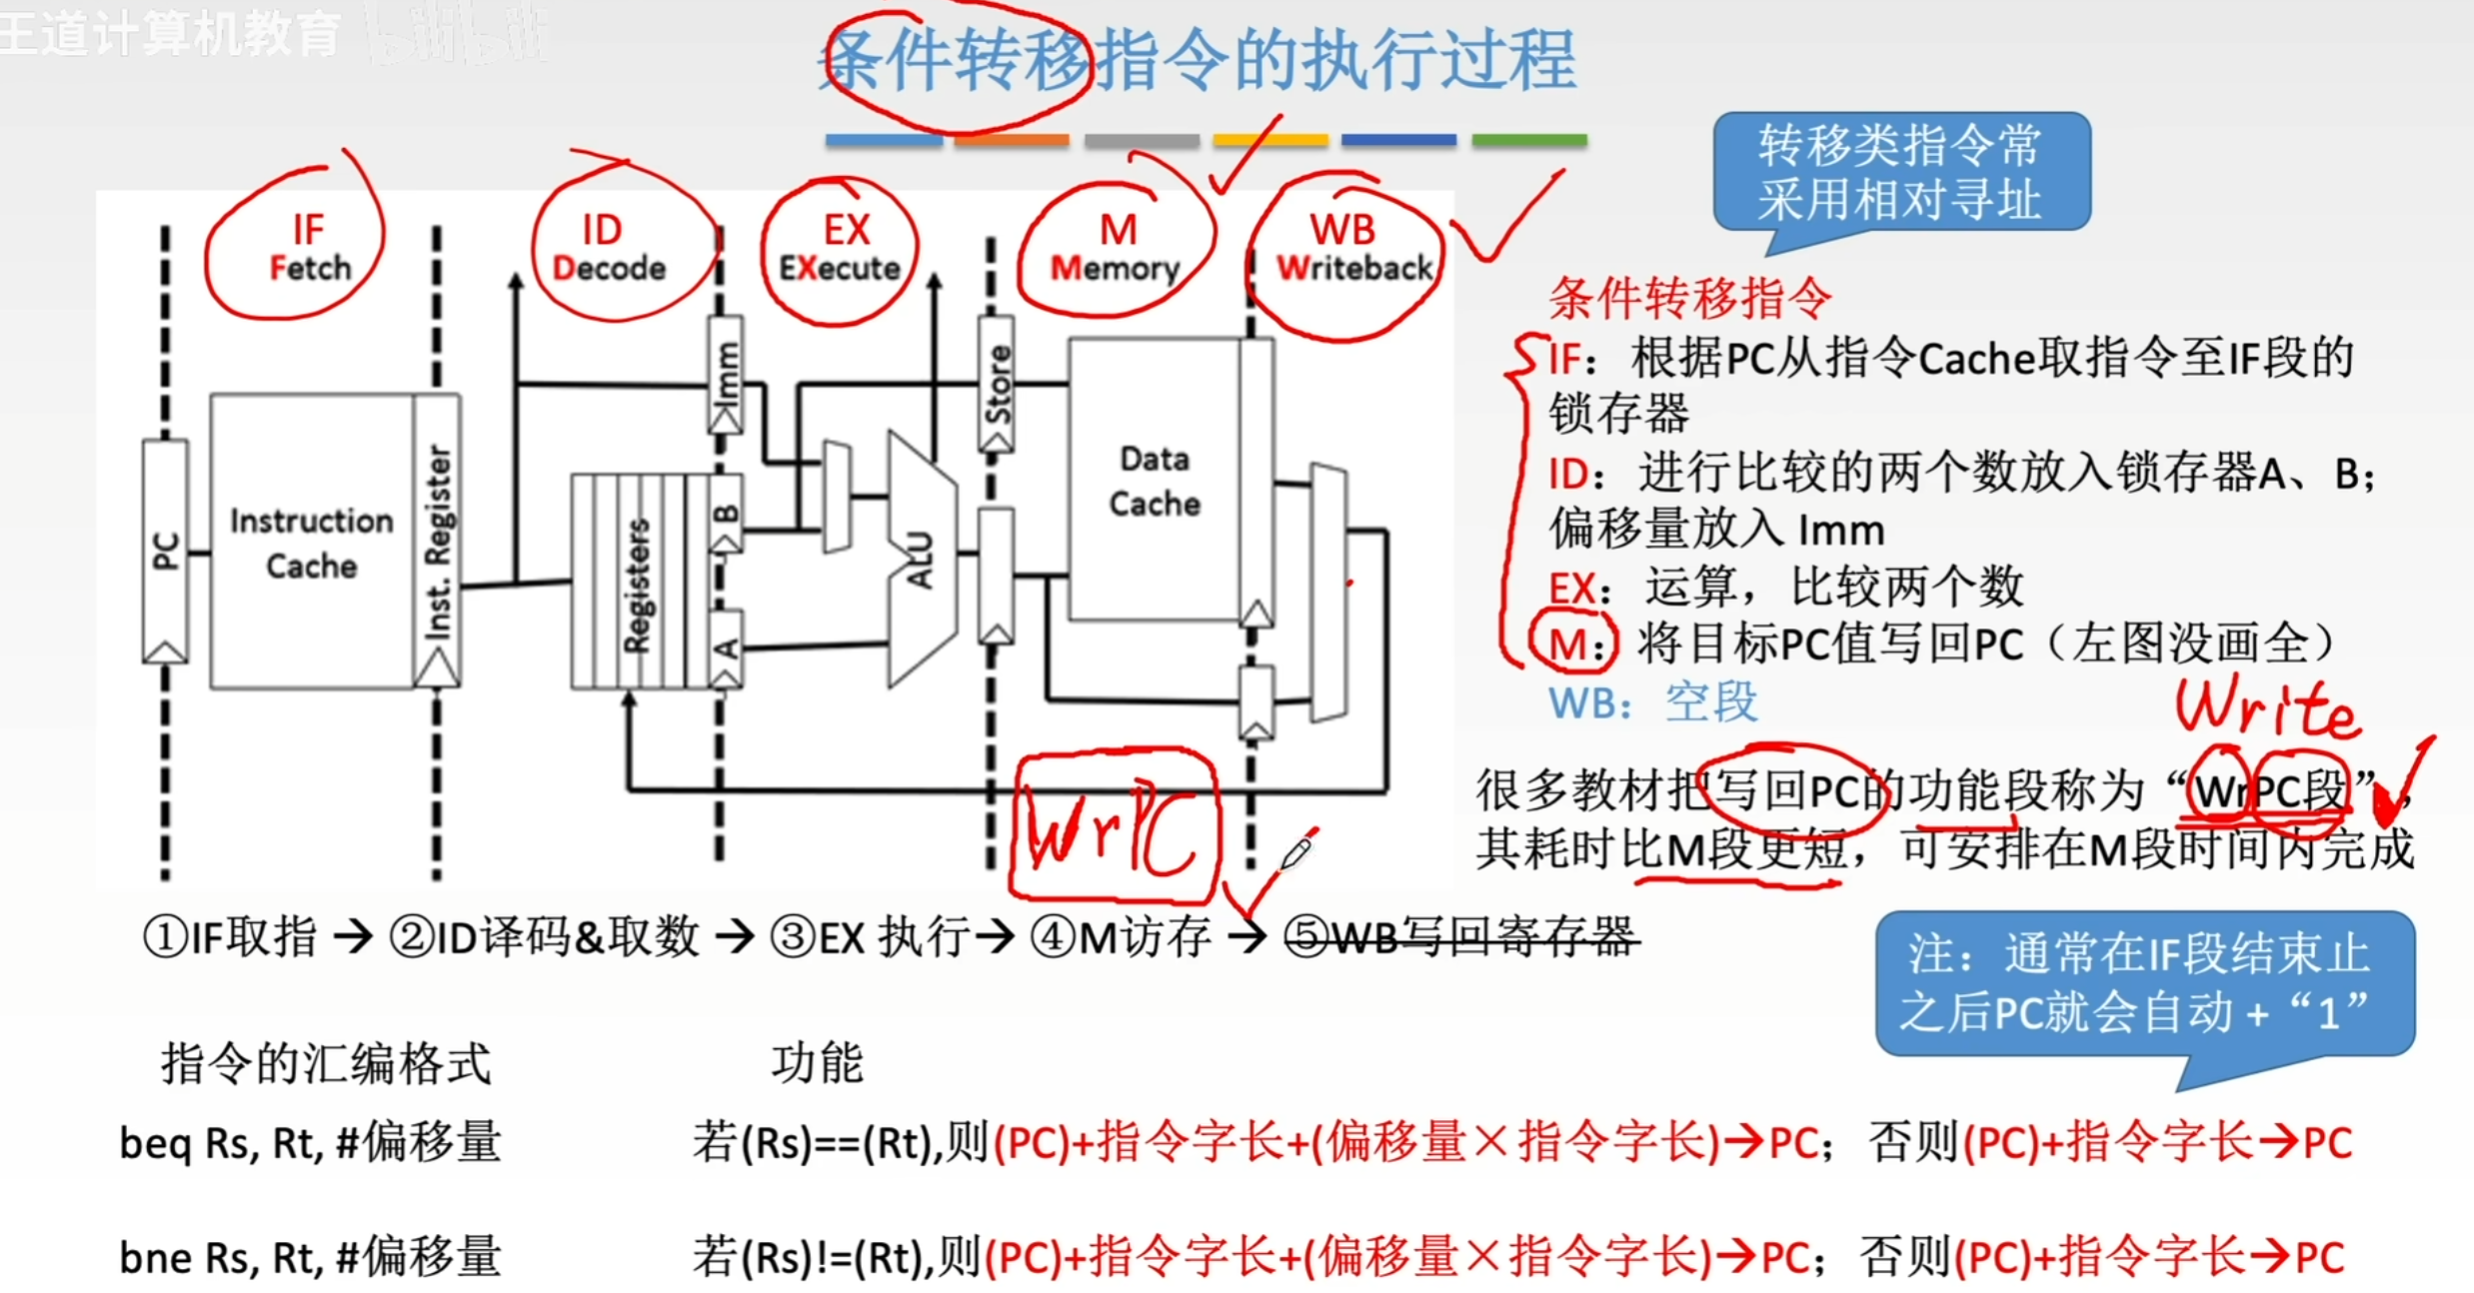 王道计算机教育 bilibili
条件转移指令的执行过程
转移类指令常
采用相对寻址
IF
Fetch
ID
Decode
EX
EXecute
M
Memory
WB
Writeback
PC
Instruction
Cache
Inst. Register
Registers
Imm
B
A
ALU
Store
Data
Cache
条件转移指令
IF：根据PC从指令Cache取指令至IF段的
锁存器
ID：进行比较的两个数放入锁存器A、B；
偏移量放入 Imm
EX：运算，比较两个数
M：将目标PC值写回PC（左图没画全）
WB：空段
Write
很多教材把写回PC的功能段称为“WrPC段”，
其耗时比M段更短，可安排在M段时间内完成
WrPC
①IF取指 → ②ID译码&取数 → ③EX 执行→ ④M访存 → ⑤WB写回寄存器
注：通常在IF段结束止
之后PC就会自动 + “1”
指令的汇编格式 功能
beq Rs, Rt, #偏移量 若(Rs)==(Rt),则(PC)+指令字长+(偏移量×指令字长)→PC；否则(PC)+指令字长→PC
bne Rs, Rt, #偏移量 若(Rs)!=(Rt),则(PC)+指令字长+(偏移量×指令字长)→PC；否则(PC)+指令字长→PC